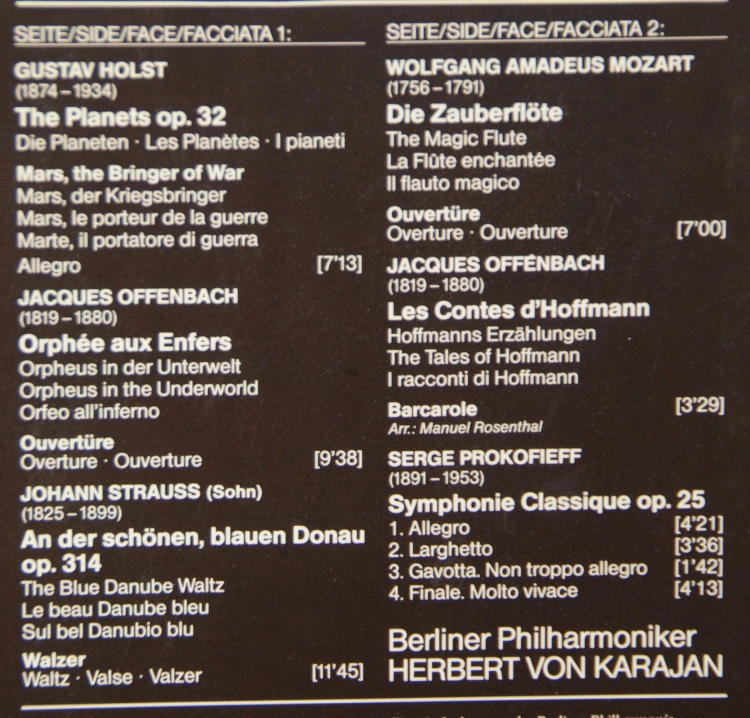 SEITE/SIDE/FACE/FACCIATA 1:
GUSTAV HOLST
(1874–1934)
The Planets op. 32
Die Planeten · Les Planètes · I pianeti
Mars, the Bringer of War
Mars, der Kriegsbringer
Mars, le porteur de la guerre
Marte, il portatore di guerra
Allegro [7'13]
JACQUES OFFENBACH
(1819–1880)
Orphée aux Enfers
Orpheus in der Unterwelt
Orpheus in the Underworld
Orfeo all'inferno
Ouvertüre
Overture · Ouverture [9'38]
JOHANN STRAUSS (Sohn)
(1825–1899)
An der schönen, blauen Donau
op. 314
The Blue Danube Waltz
Le beau Danube bleu
Sul bel Danubio blu
Walzer
Waltz · Valse · Valzer [11'45]
SEITE/SIDE/FACE/FACCIATA 2:
WOLFGANG AMADEUS MOZART
(1756–1791)
Die Zauberflöte
The Magic Flute
La Flûte enchantée
Il flauto magico
Ouvertüre
Overture · Ouverture [7'00]
JACQUES OFFENBACH
(1819–1880)
Les Contes d'Hoffmann
Hoffmanns Erzählungen
The Tales of Hoffmann
I racconti di Hoffmann
Barcarole [3'29]
Arr.: Manuel Rosenthal
SERGE PROKOFIEFF
(1891–1953)
Symphonie Classique op. 25
1. Allegro [4'21]
2. Larghetto [3'36]
3. Gavotta. Non troppo allegro [1'42]
4. Finale. Molto vivace [4'13]
Berliner Philharmoniker
HERBERT VON KARAJAN